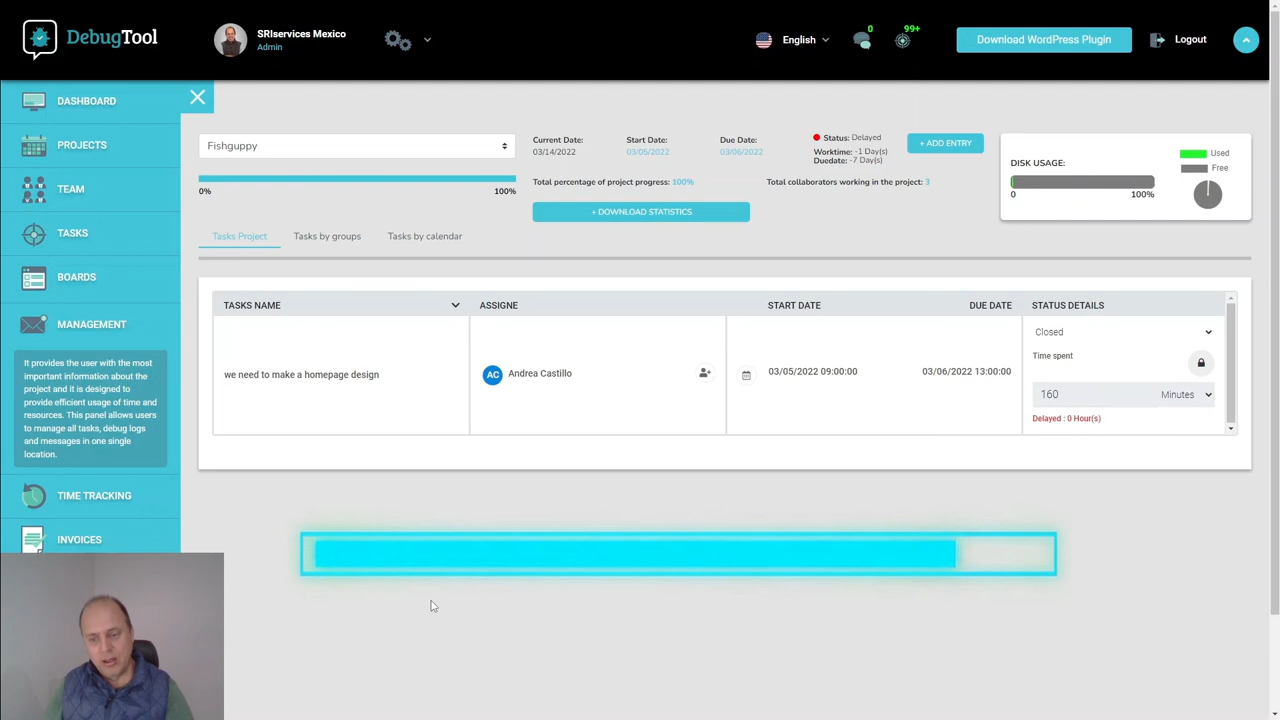 DebugTool
SRIservices Mexico
Admin
English
0
99+
Download WordPress Plugin
Logout
DASHBOARD
PROJECTS
TEAM
TASKS
BOARDS
MANAGEMENT
It provides the user with the most
important information about the
project and it is designed to
provide efficient usage of time and
resources. This panel allows users
to manage all tasks, debug logs
and messages in one single
location.
TIME TRACKING
INVOICES
Fishguppy
0%
100%
Current Date:
03/14/2022
Start Date:
03/05/2022
Due Date:
03/06/2022
Status: Delayed
Worktime: -1 Day(s)
Duedate: -7 Day(s)
+ ADD ENTRY
Total percentage of project progress: 100%
Total collaborators working in the project: 3
+ DOWNLOAD STATISTICS
DISK USAGE:
0
100%
Used
Free
Tasks Project
Tasks by groups
Tasks by calendar
TASKS NAME
ASSIGNE
START DATE
DUE DATE
STATUS DETAILS
we need to make a homepage design
AC
Andrea Castillo
03/05/2022 09:00:00
03/06/2022 13:00:00
Closed
Time spent
160
Minutes
Delayed : 0 Hour(s)